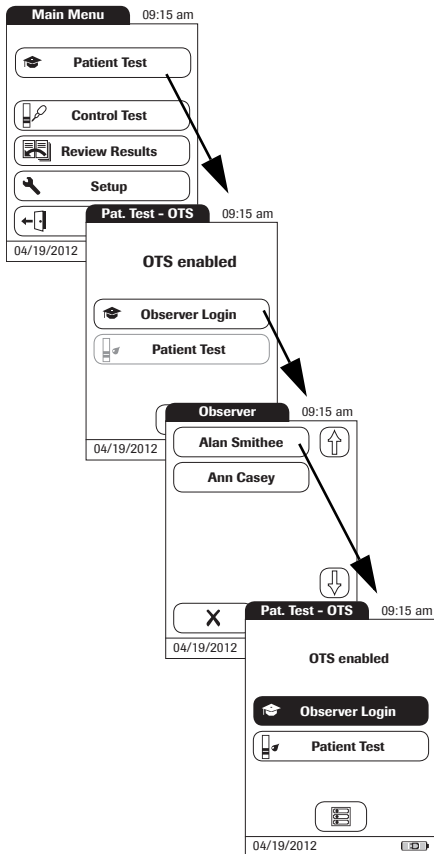 Main Menu 09:15 am
Patient Test
Control Test
Review Results
Setup
04/19/2012
Pat. Test - OTS 09:15 am
OTS enabled
Observer Login
Patient Test
04/19/2012
Observer 09:15 am
Alan Smithee
Ann Casey
04/19/2012
Pat. Test - OTS 09:15 am
OTS enabled
Observer Login
Patient Test
04/19/2012